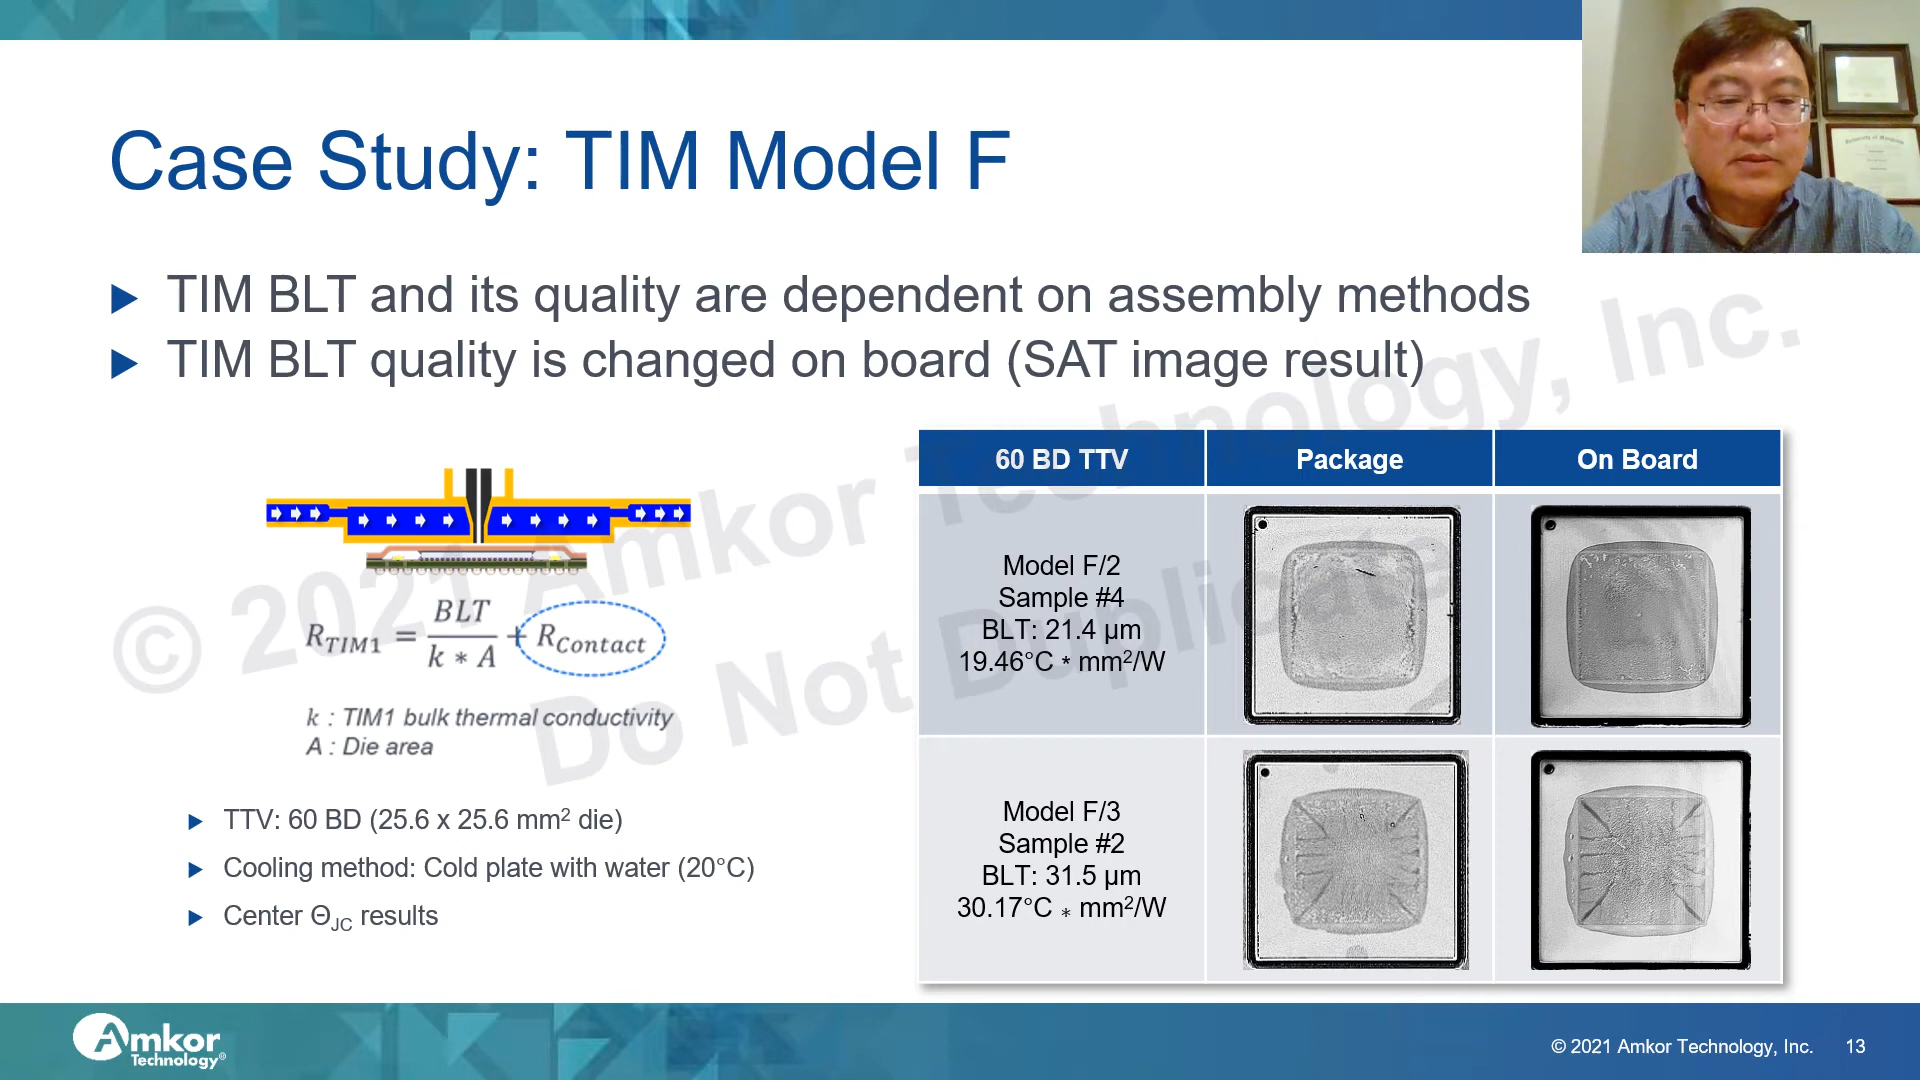 Case Study: TIM Model F
TIM BLT and its quality are dependent on assembly methods
TIM BLT quality is changed on board (SAT image result)
R_TIM1 = BLT / k * A + R_Contact
k : TIM1 bulk thermal conductivity
A : Die area
TTV: 60 BD (25.6 x 25.6 mm² die)
Cooling method: Cold plate with water (20°C)
Center Θ_JC results
60 BD TTV
Package
On Board
Model F/2
Sample #4
BLT: 21.4 µm
19.46°C * mm²/W
Model F/3
Sample #2
BLT: 31.5 µm
30.17°C * mm²/W
© 2021 Amkor Technology, Inc.
Do Not Duplicate
Amkor
Technology®
© 2021 Amkor Technology, Inc.
13